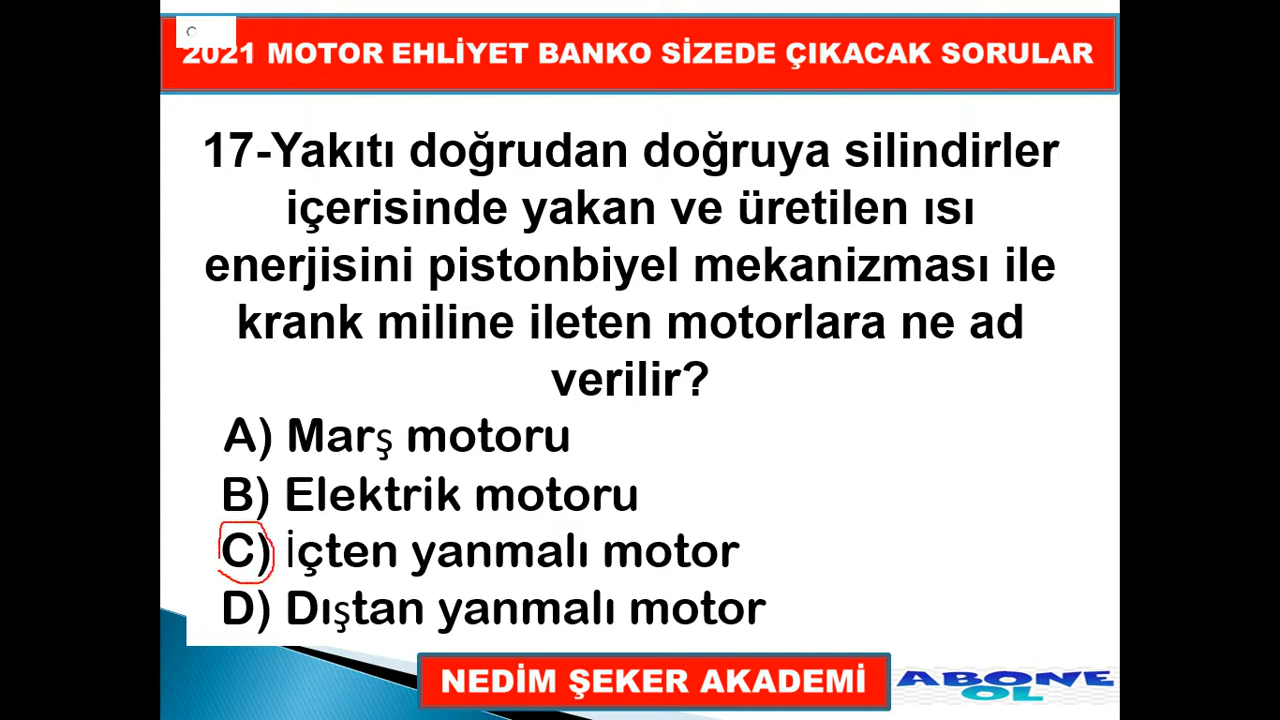 2021 MOTOR EHLİYET BANKO SİZEDE ÇIKACAK SORULAR
17-Yakıtı doğrudan doğruya silindirler
içerisinde yakan ve üretilen ısı
enerjisini pistonbiyel mekanizması ile
krank miline ileten motorlara ne ad
verilir?
A) Marş motoru
B) Elektrik motoru
C) İçten yanmalı motor
D) Dıştan yanmalı motor
NEDİM ŞEKER AKADEMİ
ABONE
OL